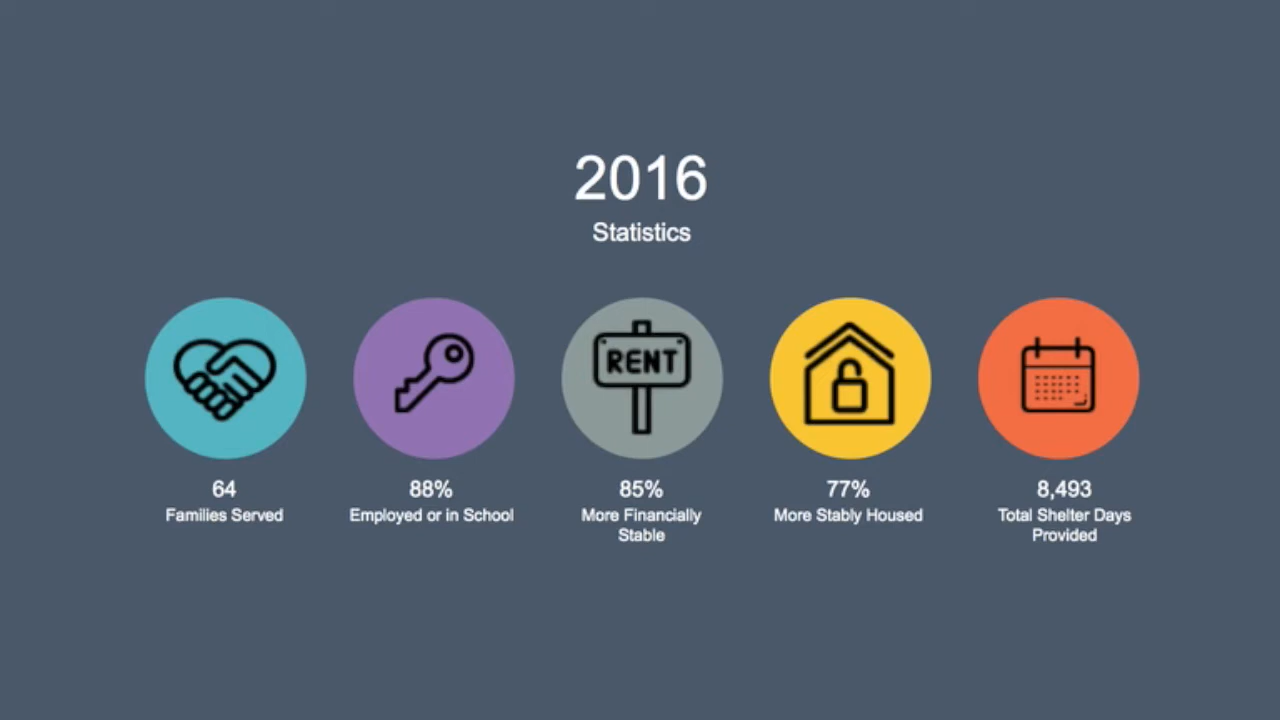 2016
Statistics
RENT
64
Families Served
88%
Employed or in School
85%
More Financially
Stable
77%
More Stably Housed
8,493
Total Shelter Days
Provided